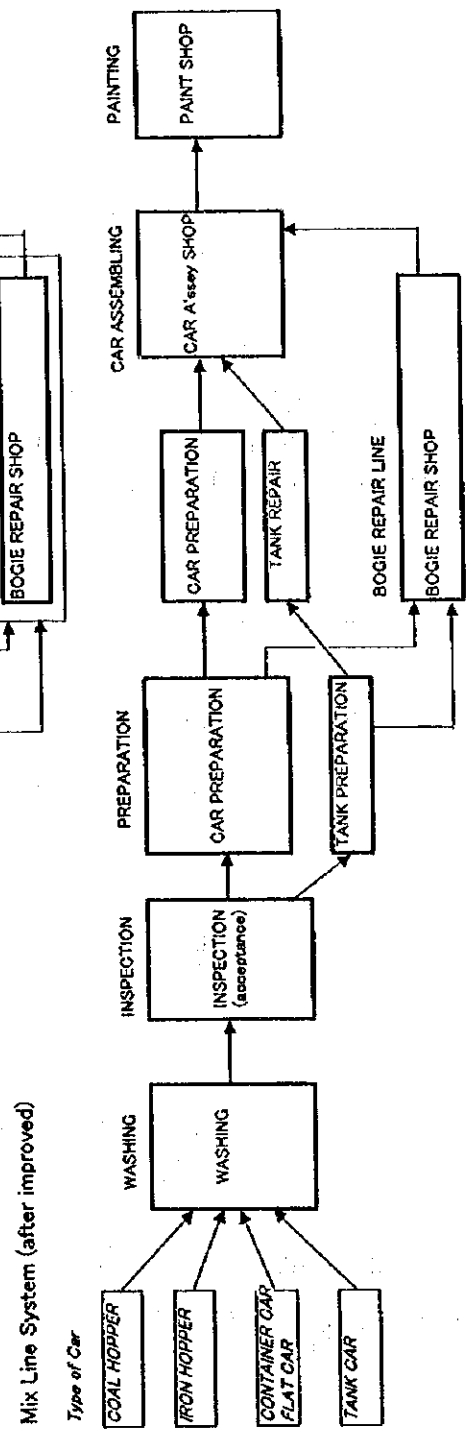 BOGIE REPAIR SHOP
Mix Line System (after improved)
Type of Car
COAL HOPPER
IRON HOPPER
CONTAINER CAR
FLAT CAR
TANK CAR
WASHING
WASHING
INSPECTION
INSPECTION
(acceptance)
PREPARATION
CAR PREPARATION
TANK PREPARATION
CAR PREPARATION
TANK REPAIR
BOGIE REPAIR LINE
BOGIE REPAIR SHOP
CAR ASSEMBLING
CAR A'ssey SHOP
PAINTING
PAINT SHOP